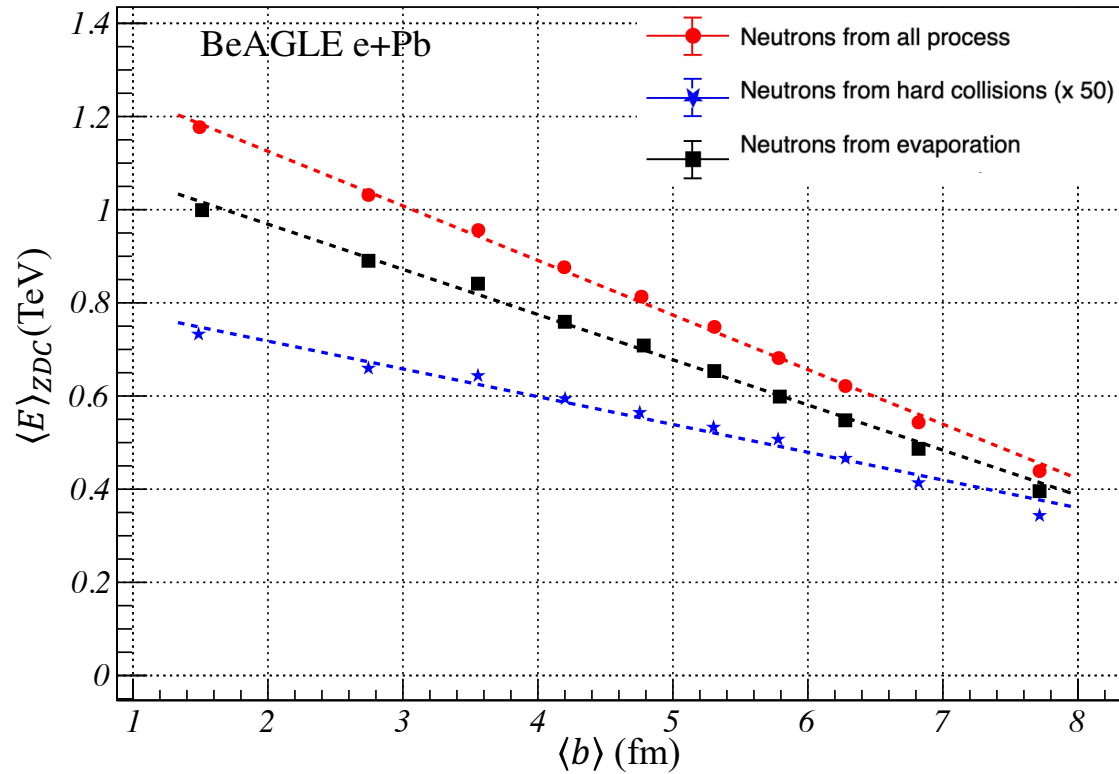 BeAGLE e+Pb
Neutrons from all process
Neutrons from hard collisions (x 50)
Neutrons from evaporation
⟨E⟩ZDC(TeV)
1.4
1.2
1
0.8
0.6
0.4
0.2
0
1 2 3 4 5 6 7 8
⟨b⟩ (fm)